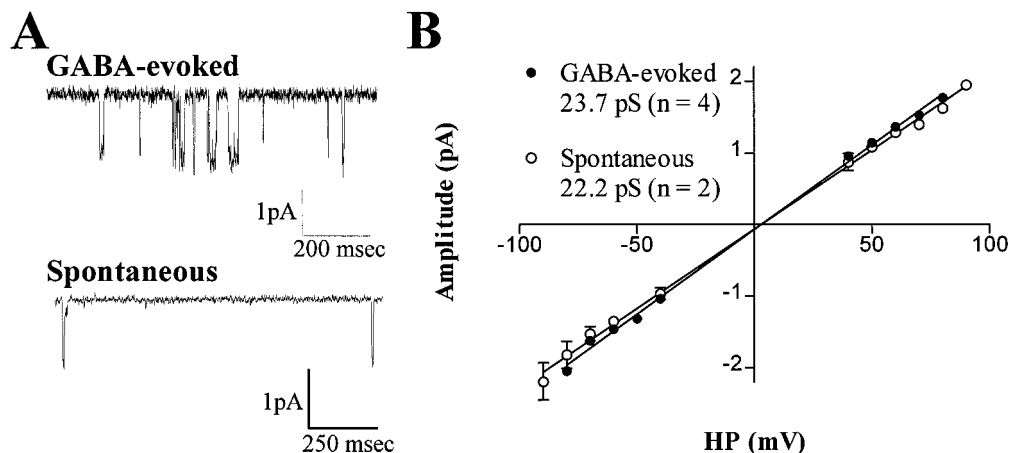 A
GABA-evoked
1pA
200 msec
Spontaneous
1pA
250 msec
B
GABA-evoked
23.7 pS (n = 4)
Spontaneous
22.2 pS (n = 2)
Amplitude (pA)
2
1
-100
-50
50
100
-1
-2
HP (mV)